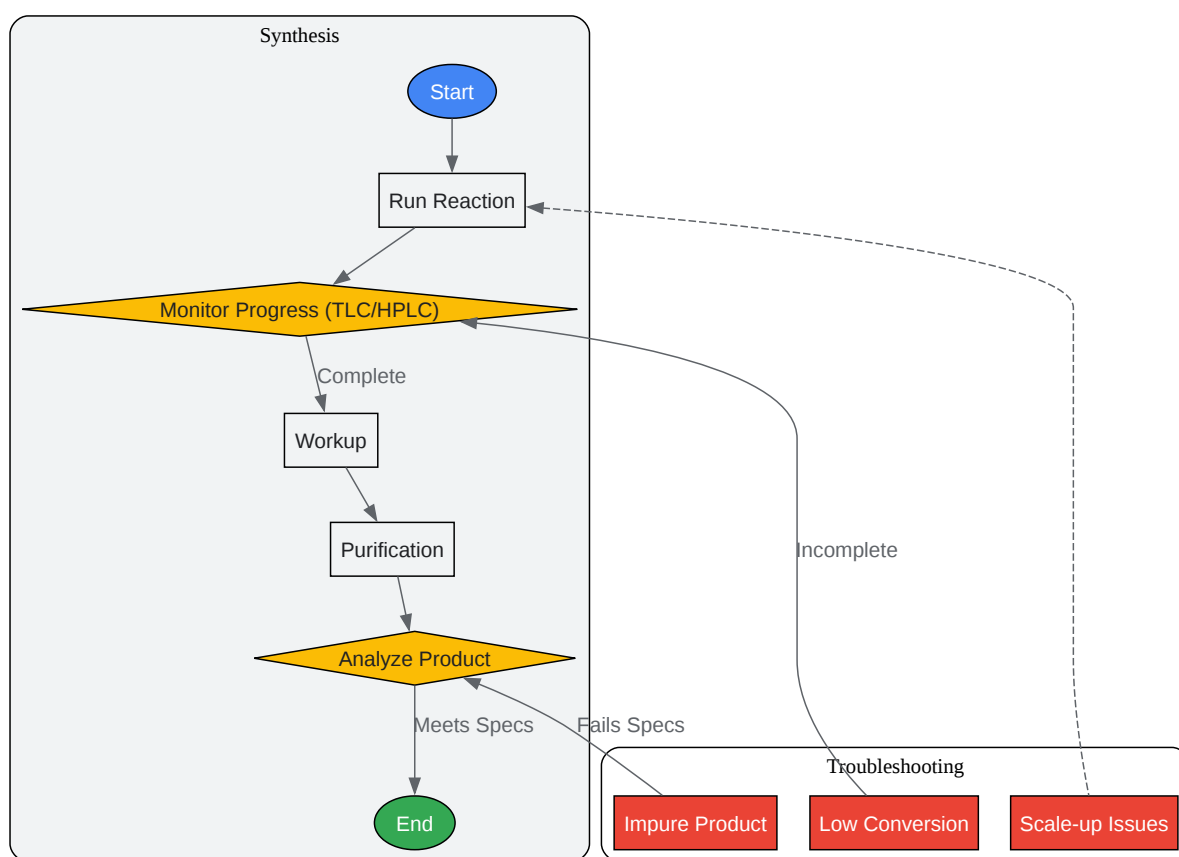 Synthesis
Start
Run Reaction
Monitor Progress (TLC/HPLC)
Complete
Workup
Incomplete
Purification
Analyze Product
Meets Specs
Fails Specs
Troubleshooting
End
Impure Product
Low Conversion
Scale-up Issues